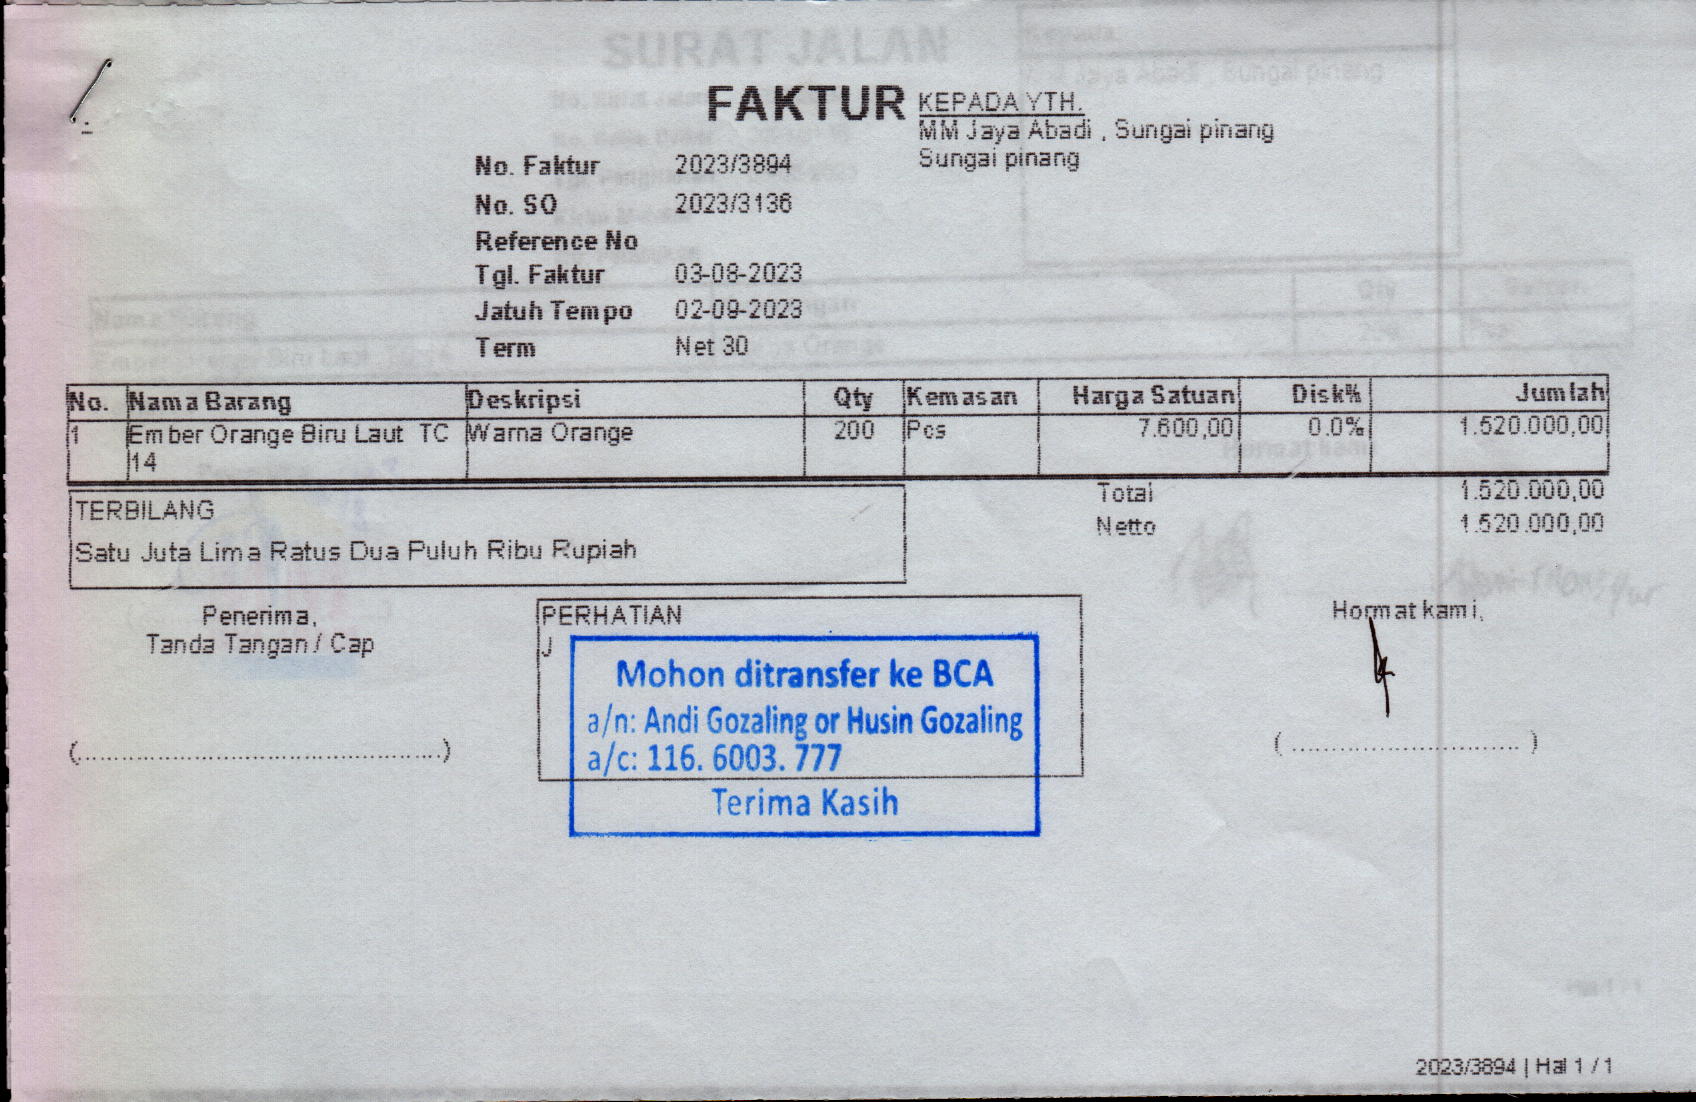 FAKTUR
KEPADA YTH.
MM Jaya Abadi , Sungai pinang
Sungai pinang
No. Faktur 2023/3894
No. SO 2023/3136
Reference No
Tgl. Faktur 03-08-2023
Jatuh Tempo 02-09-2023
Term Net 30
No. Nama Barang Deskripsi Qty Kemasan Harga Satuan Disk% Jumlah
1 Ember Orange Biru Laut TC Warna Orange 200 Pcs 7.600,00 0.0% 1.520.000,00
14
Total 1.520.000,00
Netto 1.520.000,00
TERBILANG
Satu Juta Lima Ratus Dua Puluh Ribu Rupiah
Penerima,
Tanda Tangan / Cap
(..............................................)
PERHATIAN
J
Mohon ditransfer ke BCA
a/n: Andi Gozaling or Husin Gozaling
a/c: 116. 6003. 777
Terima Kasih
Hormat kami,
( ............................. )
2023/3894 | Hal 1 / 1
SURAT JALAN